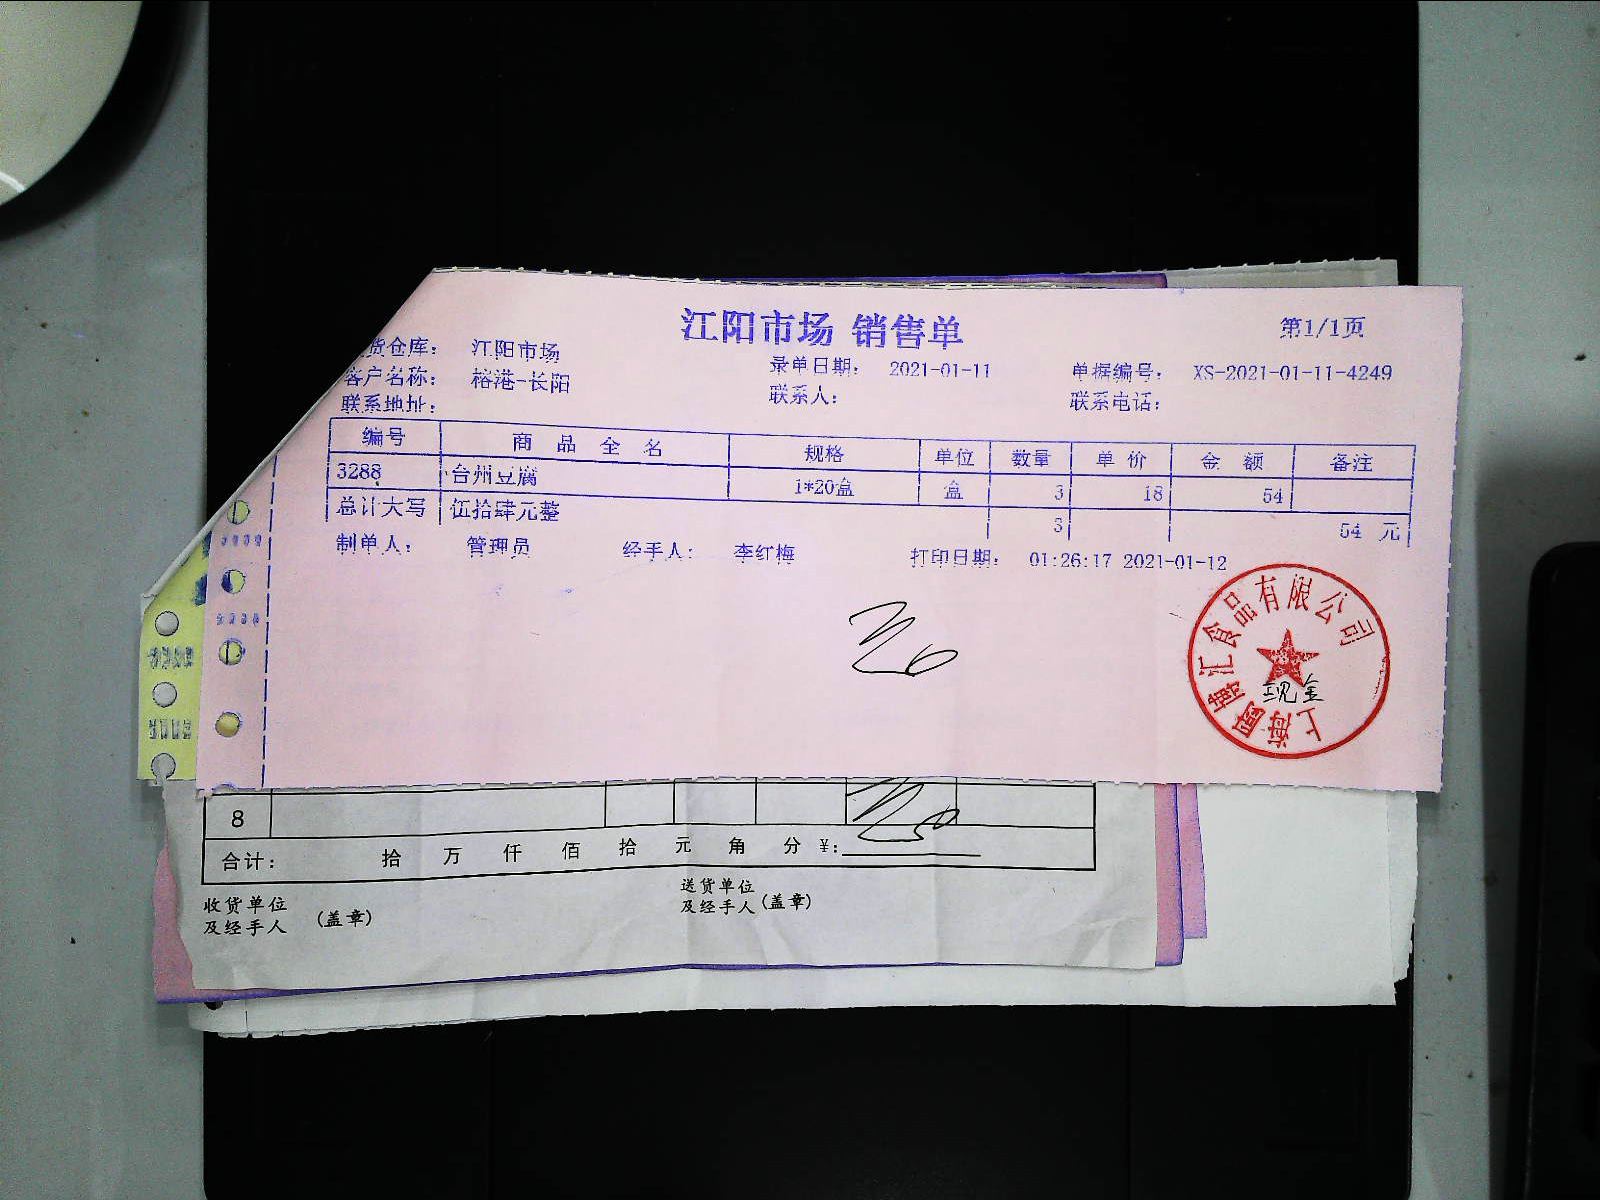 江阳市场 销售单
第1/1页
货仓库： 江阳市场
录单日期： 2021-01-11
单据编号： XS-2021-01-11-4249
客户名称： 榕港-长阳
联系人：
联系电话：
联系地址：
编号 商品全名 规格 单位 数量 单价 金额 备注
3288 台州豆腐 1*20盒 盒 3 18 54
总计大写 伍拾肆元整 3 54 元
制单人： 管理员 经手人： 李红梅 打印日期： 01:26:17 2021-01-12
上海 汇食品有限公司
现金
8
合计： 拾 万 仟 佰 拾 元 角 分 ¥:
收货单位
及经手人 (盖章)
送货单位
及经手人 (盖章)